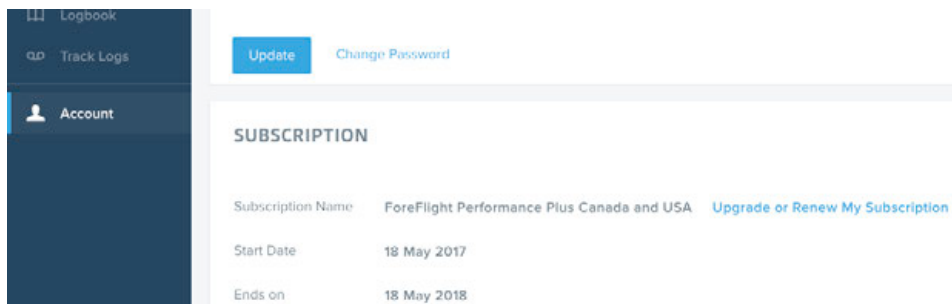 Logbook
Track Logs
Account
Update Change Password
SUBSCRIPTION
Subscription Name ForeFlight Performance Plus Canada and USA Upgrade or Renew My Subscription
Start Date 18 May 2017
Ends on 18 May 2018